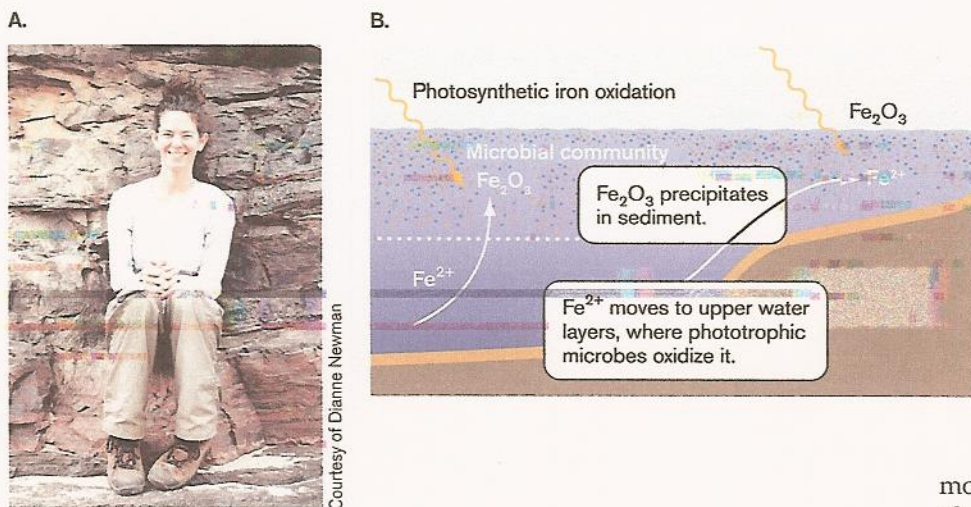 A.
Courtesy of Dianne Newman
B.
Photosynthetic iron oxidation
Fe₂O₃
Microbial community
Fe₂O₃
Fe²⁺
Fe₂O₃ precipitates
in sediment.
Fe²⁺
Fe²⁺ moves to upper water
layers, where phototrophic
microbes oxidize it.